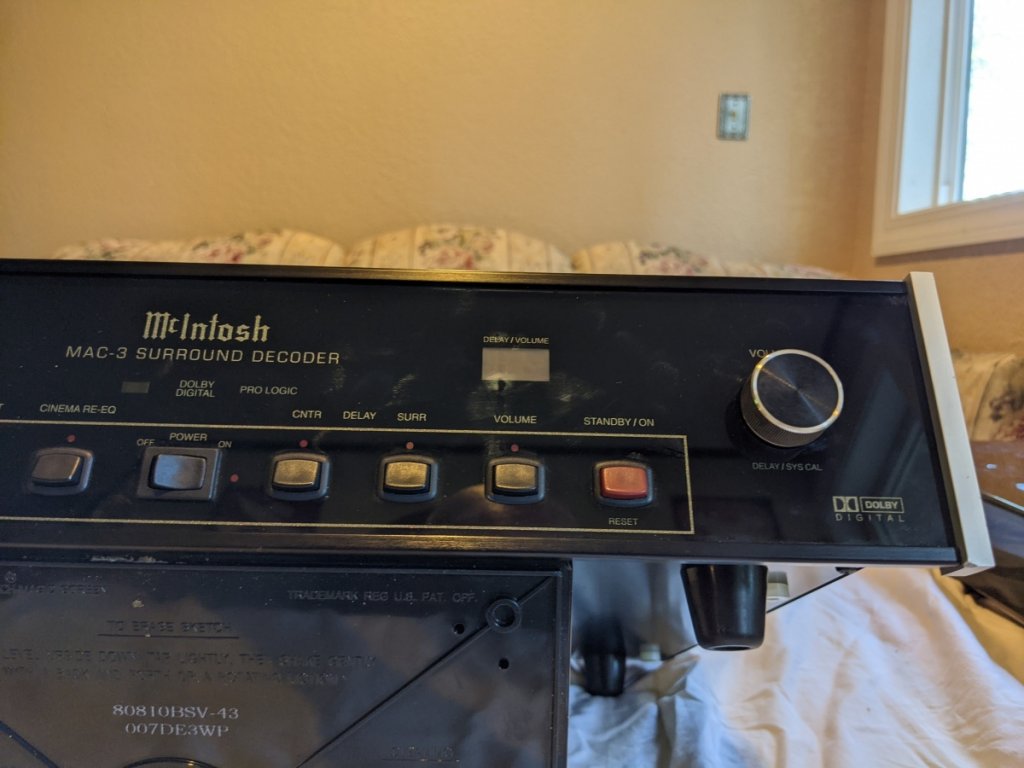 McIntosh
MAC-3 SURROUND DECODER
DELAY / VOLUME
DOLBY
DIGITAL
PRO LOGIC
CINEMA RE-EQ
CNTR
DELAY
SURR
VOLUME
STANDBY / ON
OFF
POWER
ON
RESET
DELAY / SYS CAL
DOLBY
DIGITAL
SCREEN
TRADEMARK REG U.S. PAT. OFF.
TO ERASE SKETCH
80810BSV-43
007DE3WP